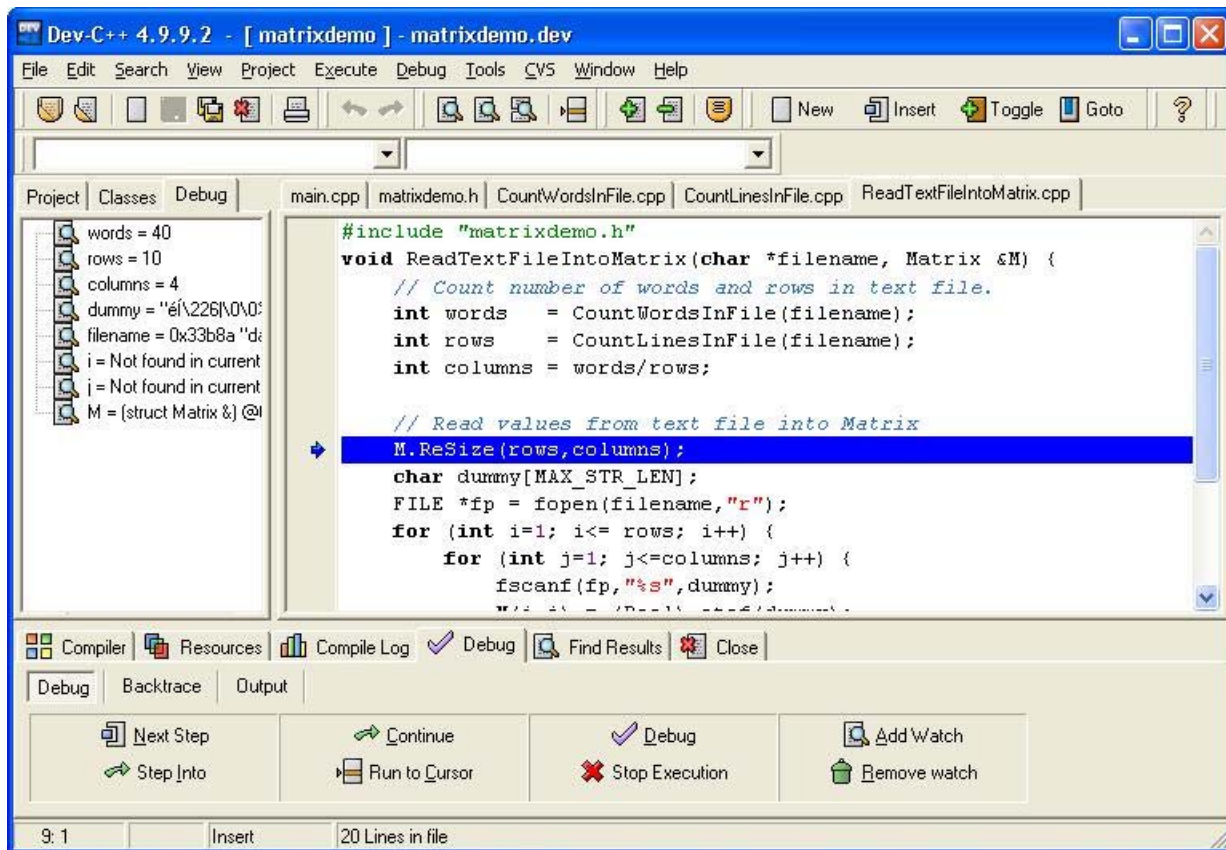 Dev-C++ 4.9.9.2 - [ matrixdemo ] - matrixdemo.dev
File Edit Search View Project Execute Debug Tools CVS Window Help
New Insert Toggle Goto
Project Classes Debug
main.cpp matrixdemo.h CountWordsInFile.cpp CountLinesInFile.cpp ReadTextFileIntoMatrix.cpp
words = 40
rows = 10
columns = 4
dummy = "éÍ\226|\0\0
filename = 0x33b8a "da
i = Not found in current
j = Not found in current
M = (struct Matrix &) @
#include "matrixdemo.h"
void ReadTextFileIntoMatrix(char *filename, Matrix &M) {
// Count number of words and rows in text file.
int words = CountWordsInFile(filename);
int rows = CountLinesInFile(filename);
int columns = words/rows;
// Read values from text file into Matrix
M.ReSize(rows,columns);
char dummy[MAX_STR_LEN];
FILE *fp = fopen(filename,"r");
for (int i=1; i<= rows; i++) {
for (int j=1; j<=columns; j++) {
fscanf(fp,"%s",dummy);
Compiler Resources Compile Log Debug Find Results Close
Debug Backtrace Output
Next Step Continue Debug Add Watch
Step Into Run to Cursor Stop Execution Remove watch
9: 1 Insert 20 Lines in file